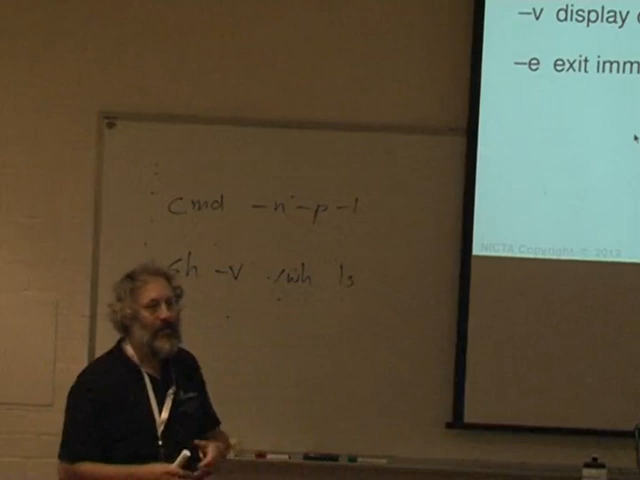 –v display
–e exit imm
NICTA Copyright © 2013
cmd -n -p -l
sh -v ./wh ls